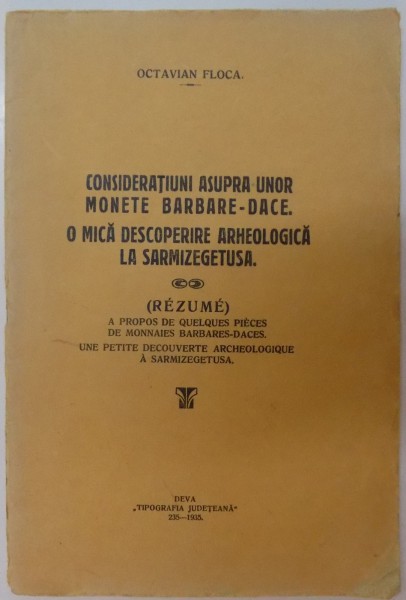 OCTAVIAN FLOCA.
CONSIDERAȚIUNI ASUPRA UNOR
MONETE BARBARE-DACE.
O MICĂ DESCOPERIRE ARHEOLOGICĂ
LA SARMIZEGETUSA.
(RÉZUMÉ)
A PROPOS DE QUELQUES PIÈCES
DE MONNAIES BARBARES-DACES.
UNE PETITE DECOUVERTE ARCHEOLOGIQUE
À SARMIZEGETUSA.
DEVA
„TIPOGRAFIA JUDEȚEANĂ"
238—1935.